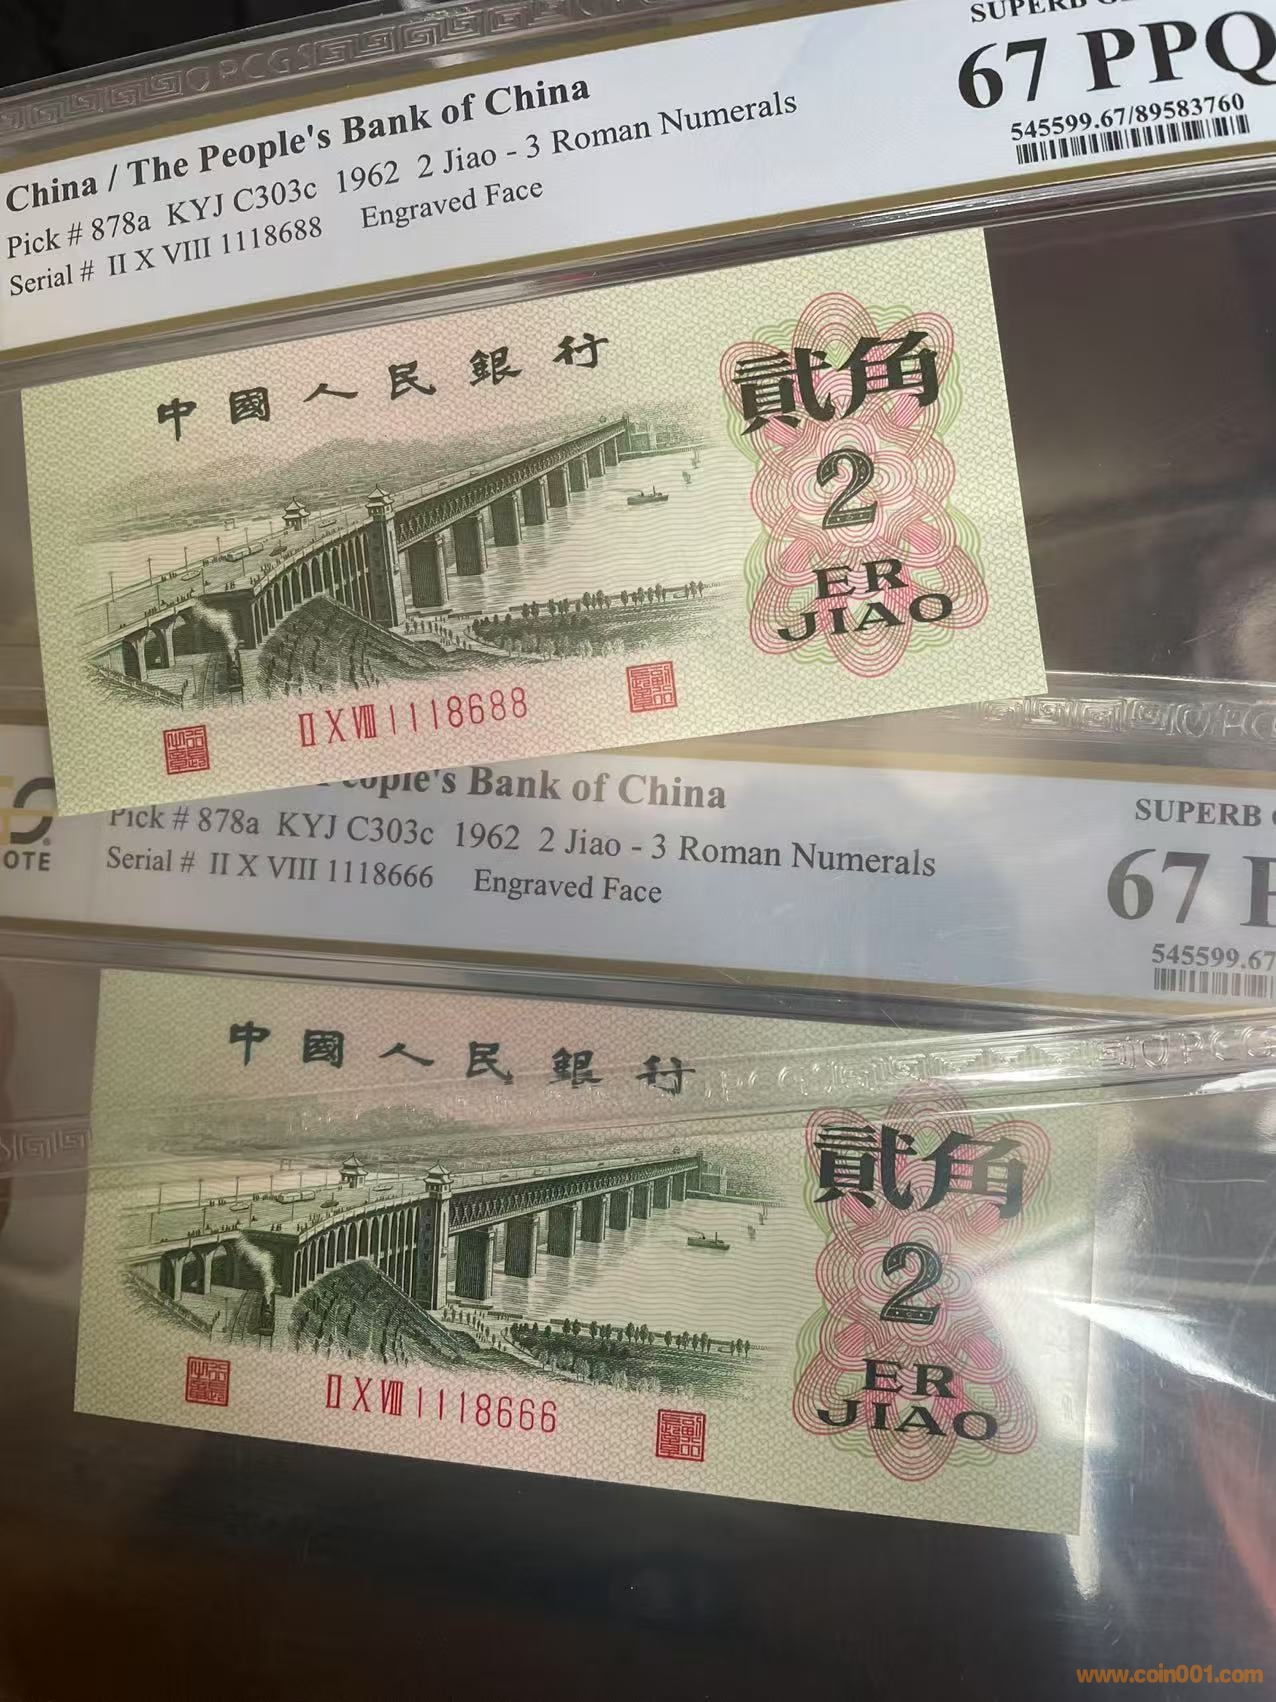 PCGS
SUPERB
67 PPQ
545599.67/89583760
China / The People's Bank of China
Pick # 878a KYJ C303c 1962 2 Jiao - 3 Roman Numerals
Serial # II X VIII 1118688 Engraved Face
中國人民銀行
貳角
2
ER
JIAO
II X VIII 1118688
People's Bank of China
Pick # 878a KYJ C303c 1962 2 Jiao - 3 Roman Numerals
Serial # II X VIII 1118666 Engraved Face
SUPERB
67
545599.67
OTE
PCG
中國人民銀行
貳角
2
ER
JIAO
II X VIII 1118666
www.coin001.com